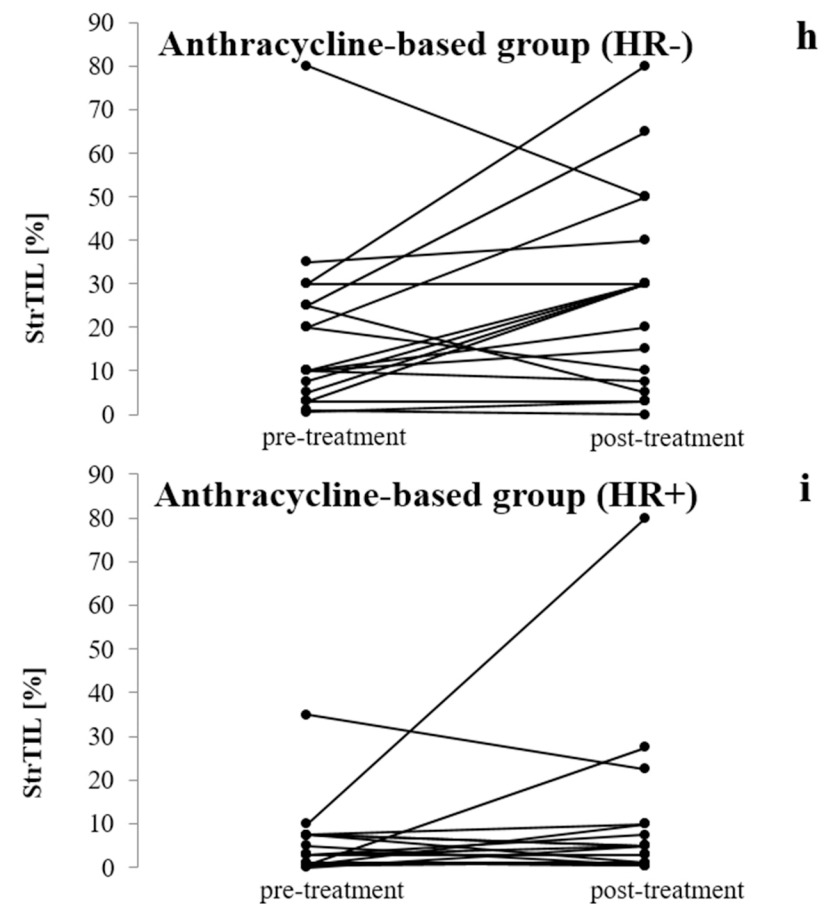 Anthracycline-based group (HR-)
h
StrTIL [%]
90
80
70
60
50
40
30
20
10
0
pre-treatment
post-treatment
Anthracycline-based group (HR+)
i
StrTIL [%]
90
80
70
60
50
40
30
20
10
0
pre-treatment
post-treatment